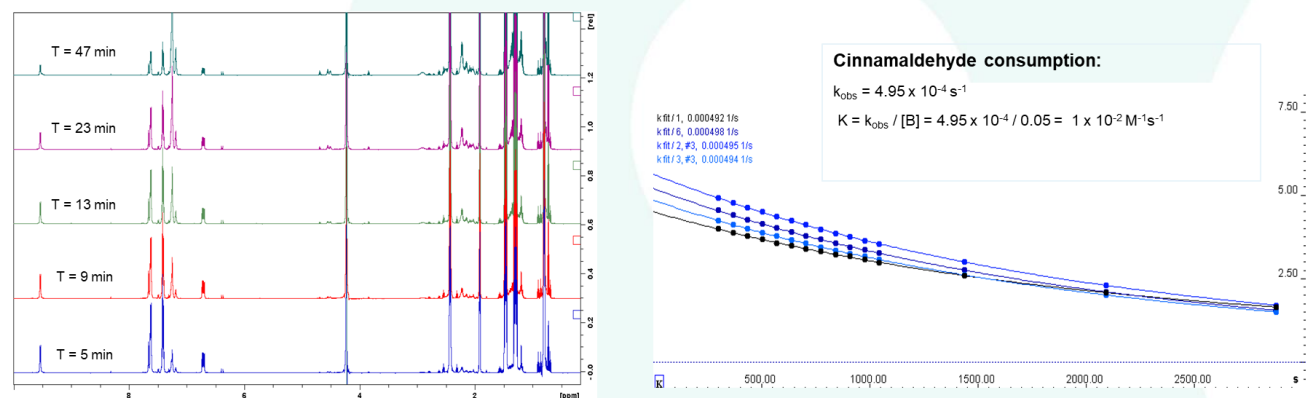 T = 47 min
T = 23 min
T = 13 min
T = 9 min
T = 5 min
[rel]
1.2
1.0
0.8
0.6
0.4
0.2
-0.0
8
6
4
2
[ppm]
Cinnamaldehyde consumption:
kobs = 4.95 x 10-4 s-1
K = kobs / [B] = 4.95 x 10-4 / 0.05 = 1 x 10-2 M-1s-1
k fit / 1, 0.000492 1/s
k fit / 6, 0.000498 1/s
k fit / 2, #3, 0.000495 1/s
k fit / 3, #3, 0.000494 1/s
7.50
5.00
2.50
K
500.00
1000.00
1500.00
2000.00
2500.00
s